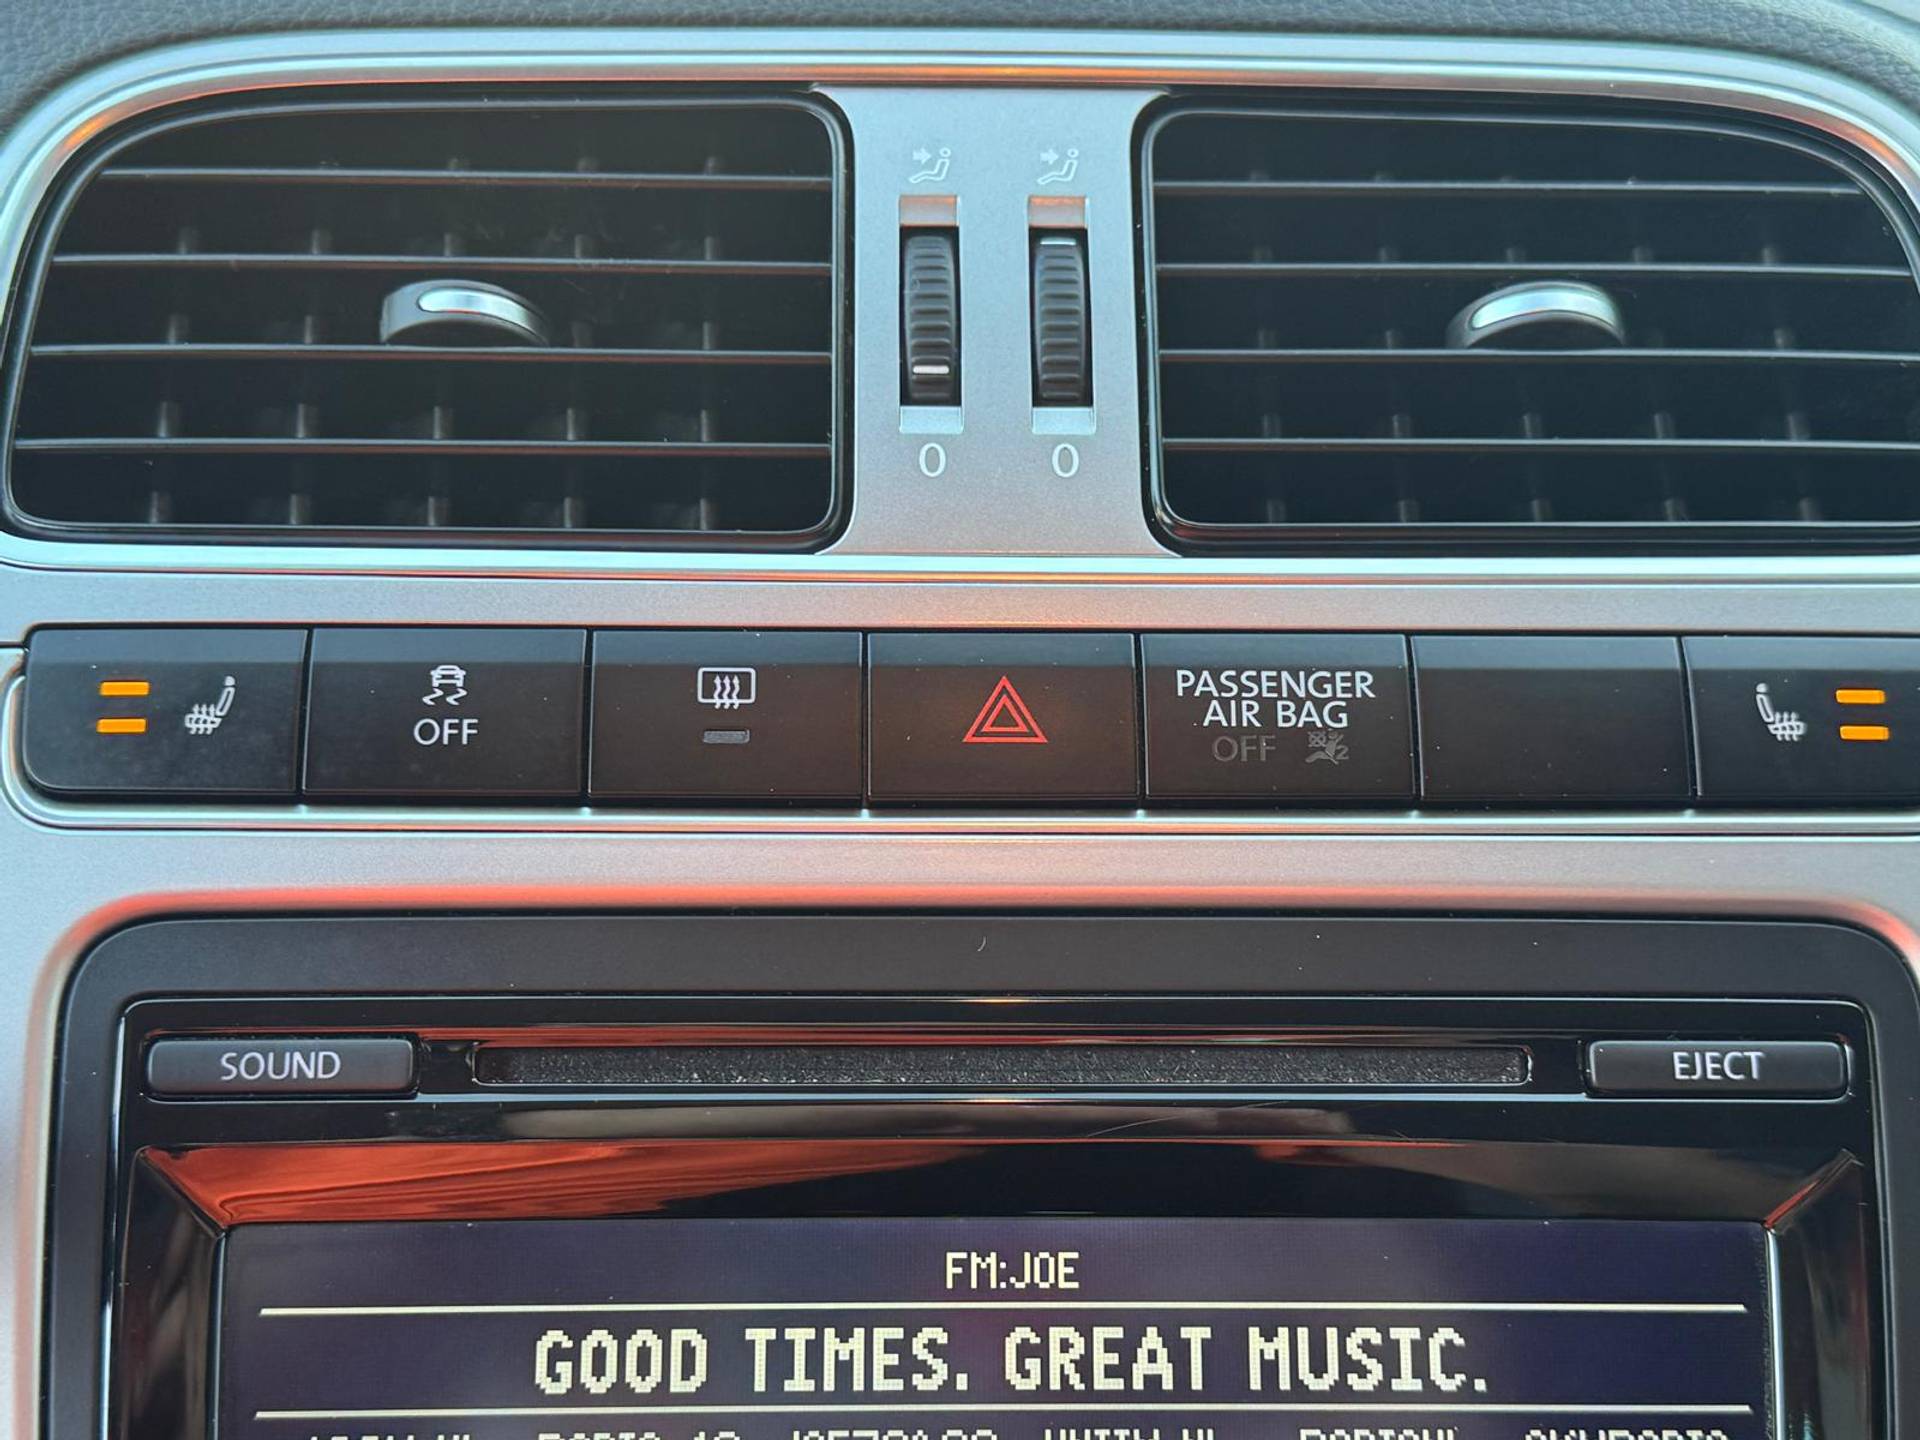 0 0
OFF
PASSENGER
AIR BAG
OFF
SOUND
EJECT
FM:JOE
GOOD TIMES. GREAT MUSIC.